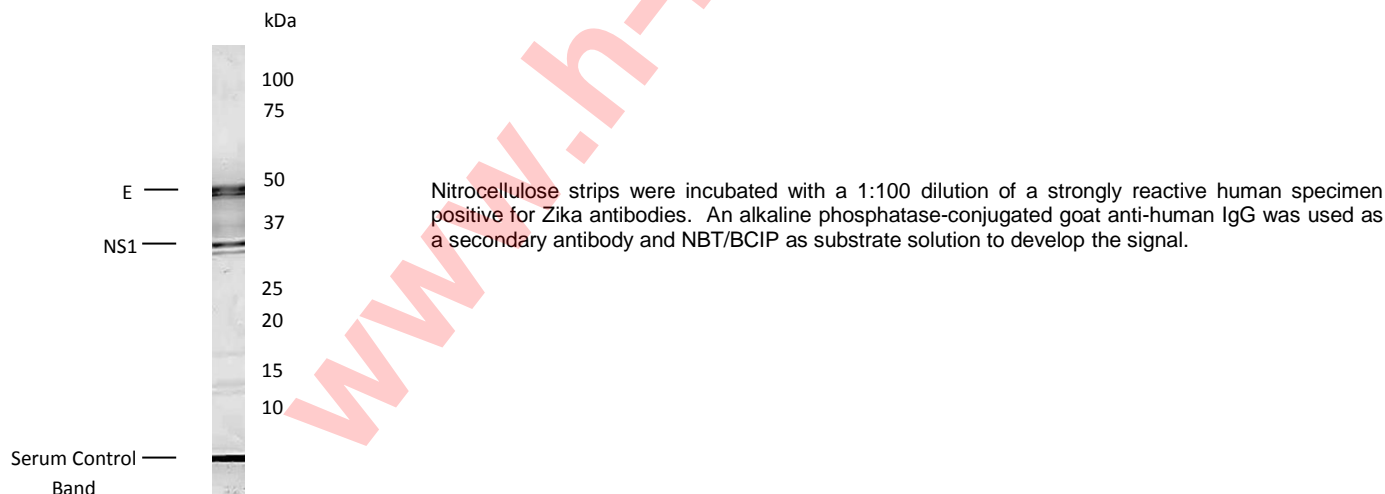 kDa
100
75
50
E
37
NS1
25
20
15
10
Serum Control
Band
Nitrocellulose strips were incubated with a 1:100 dilution of a strongly reactive human specimen
positive for Zika antibodies. An alkaline phosphatase-conjugated goat anti-human IgG was used as
a secondary antibody and NBT/BCIP as substrate solution to develop the signal.
www.h-